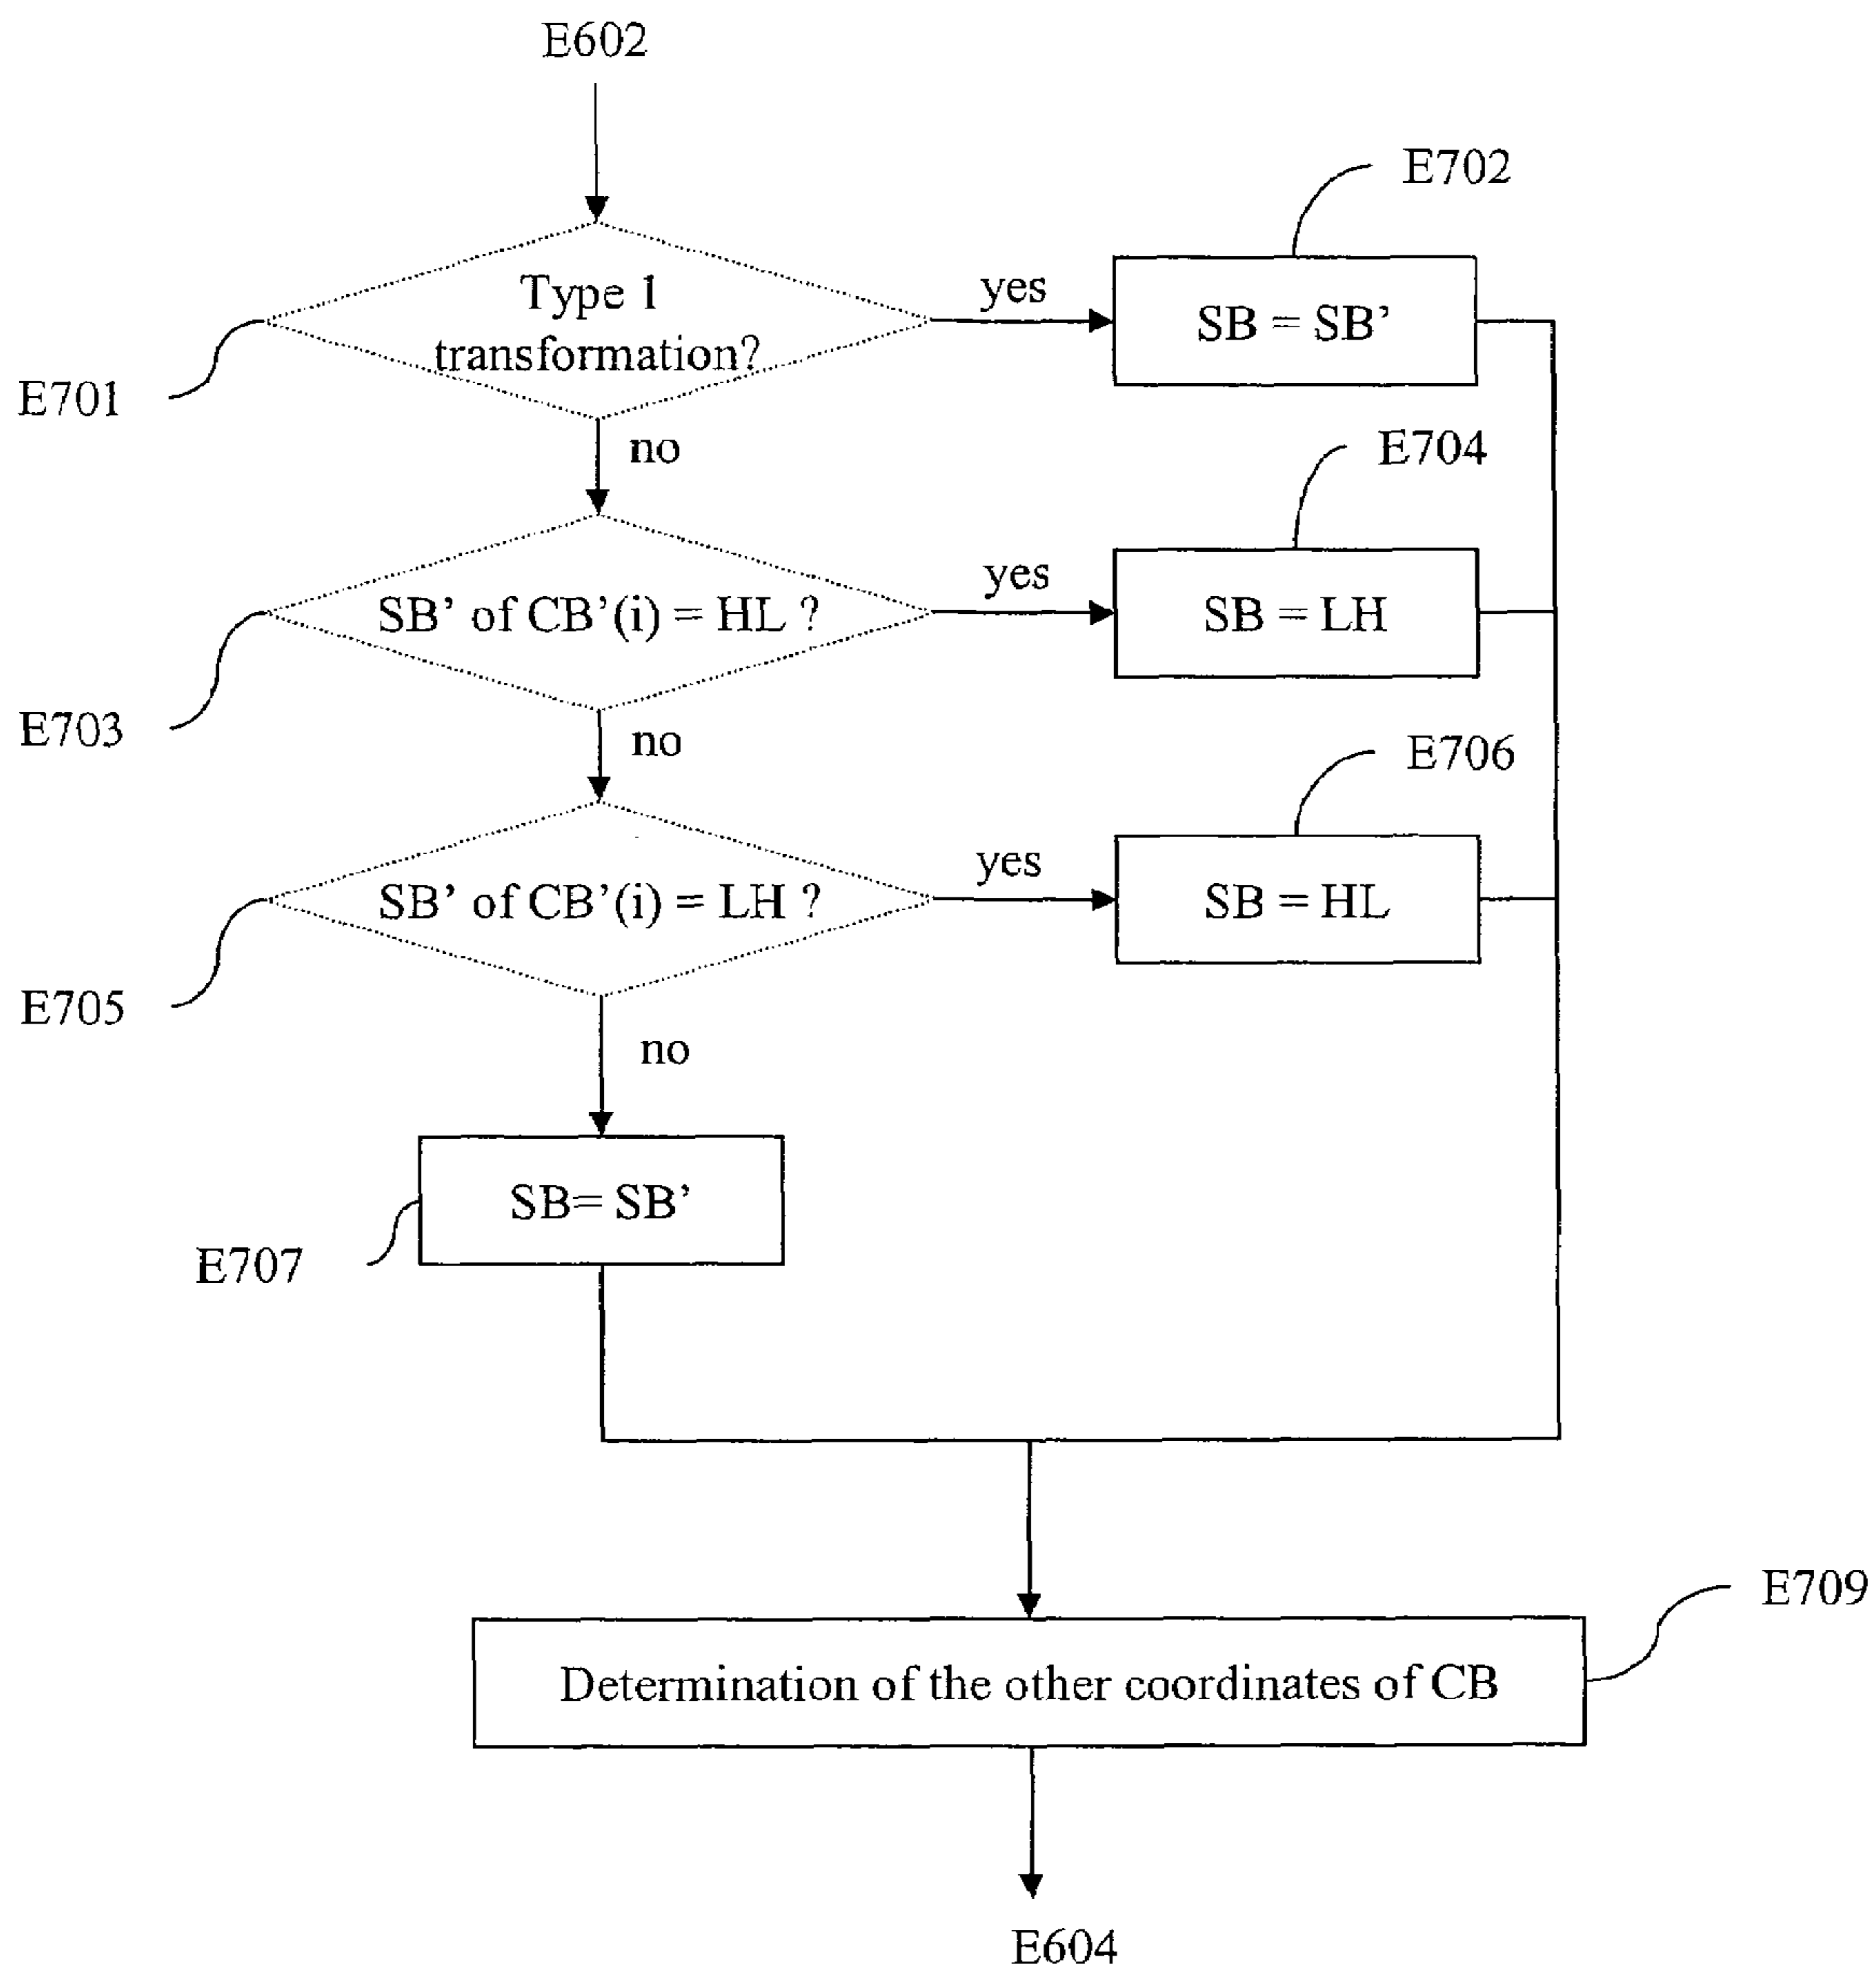 E602
E702
Type 1
transformation?
yes
SB = SB’
E701
no
E704
SB’ of CB’(i) = HL ?
yes
SB = LH
E703
no
E706
SB’ of CB’(i) = LH ?
yes
SB = HL
E705
no
SB= SB’
E707
E709
Determination of the other coordinates of CB
E604